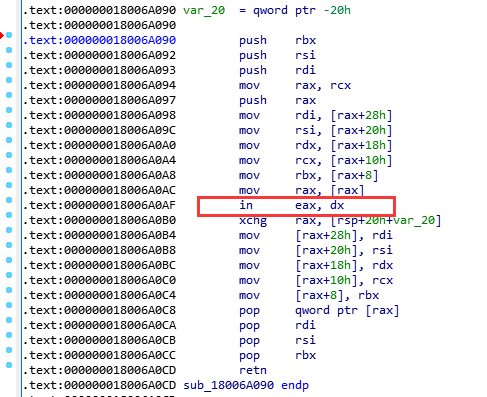 .text:000000018006A090 var_20  = qword ptr -20h
.text:000000018006A090
.text:000000018006A090 push rbx
.text:000000018006A092 push rsi
.text:000000018006A093 push rdi
.text:000000018006A094 mov rax, rcx
.text:000000018006A097 push rax
.text:000000018006A098 mov rdi, [rax+28h]
.text:000000018006A09C mov rsi, [rax+20h]
.text:000000018006A0A0 mov rdx, [rax+18h]
.text:000000018006A0A4 mov rcx, [rax+10h]
.text:000000018006A0A8 mov rbx, [rax+8]
.text:000000018006A0AC mov rax, [rax]
.text:000000018006A0AF in eax, dx
.text:000000018006A0B0 xchg rax, [rsp+20h+var_20]
.text:000000018006A0B4 mov [rax+28h], rdi
.text:000000018006A0B8 mov [rax+20h], rsi
.text:000000018006A0BC mov [rax+18h], rdx
.text:000000018006A0C0 mov [rax+10h], rcx
.text:000000018006A0C4 mov [rax+8], rbx
.text:000000018006A0C8 pop qword ptr [rax]
.text:000000018006A0CA pop rdi
.text:000000018006A0CB pop rsi
.text:000000018006A0CC pop rbx
.text:000000018006A0CD retn
.text:000000018006A0CD sub_18006A090 endp